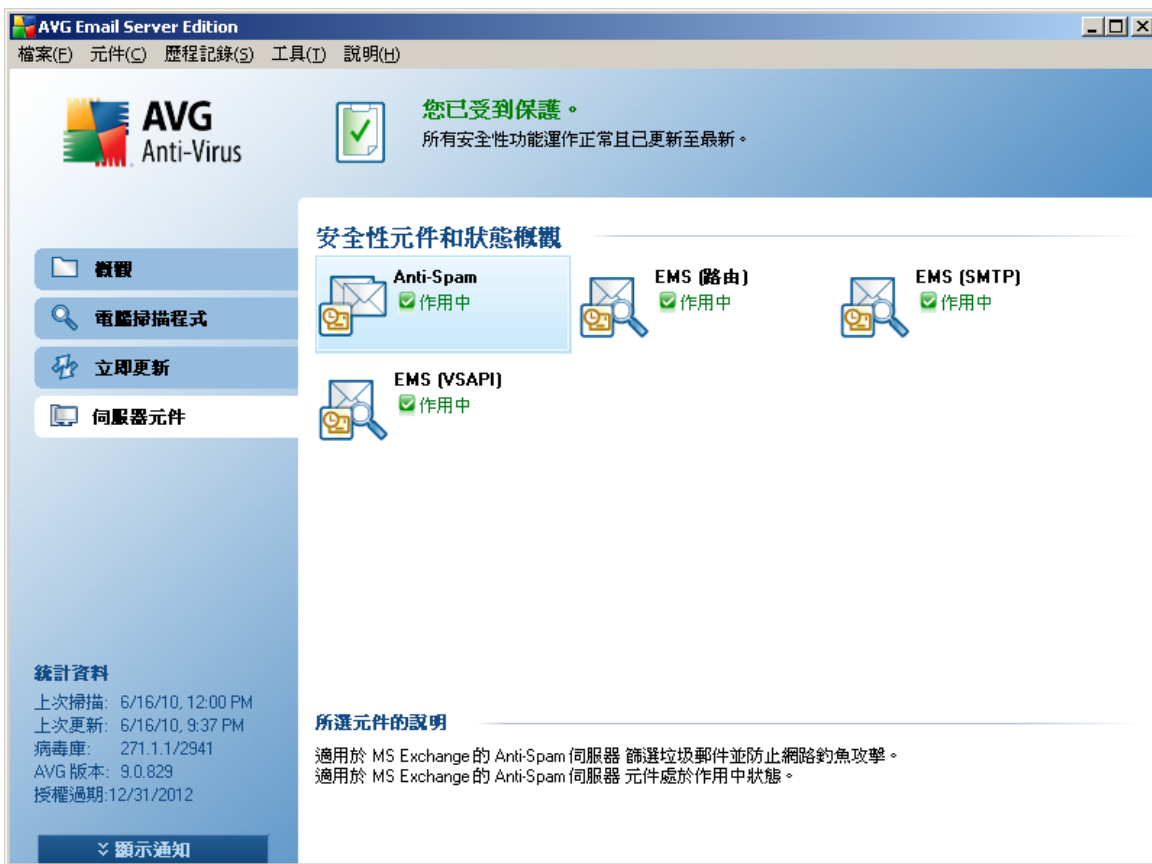 AVG Email Server Edition
檔案(F) 元件(C) 歷程記錄(S) 工具(T) 說明(H)
AVG
Anti-Virus
您已受到保護。
所有安全性功能運作正常且已更新至最新。
概觀
電腦掃描程式
立即更新
伺服器元件
安全性元件和狀態概觀
Anti-Spam
作用中
EMS (路由)
作用中
EMS (SMTP)
作用中
EMS (VSAPI)
作用中
統計資料
上次掃描: 6/16/10, 12:00 PM
上次更新: 6/16/10, 9:37 PM
病毒庫: 271.1.1/2941
AVG 版本: 9.0.829
授權過期:12/31/2012
顯示通知
所選元件的說明
適用於 MS Exchange 的 Anti-Spam 伺服器 篩選垃圾郵件並防止網路釣魚攻擊。
適用於 MS Exchange 的 Anti-Spam 伺服器 元件處於作用中狀態。